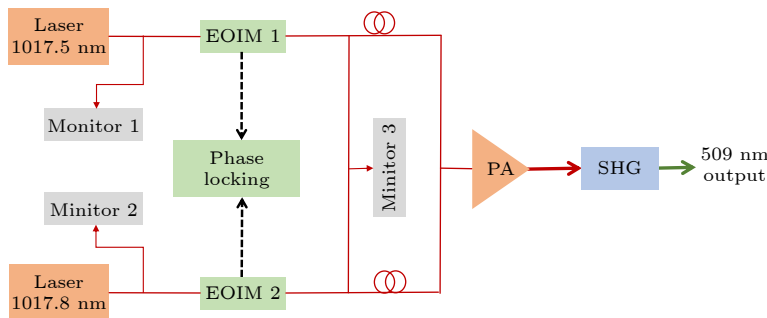 Laser
1017.5 nm
EOIM 1
Monitor 1
Phase
locking
Minitor 3
PA
SHG
509 nm
output
Minitor 2
Laser
1017.8 nm
EOIM 2